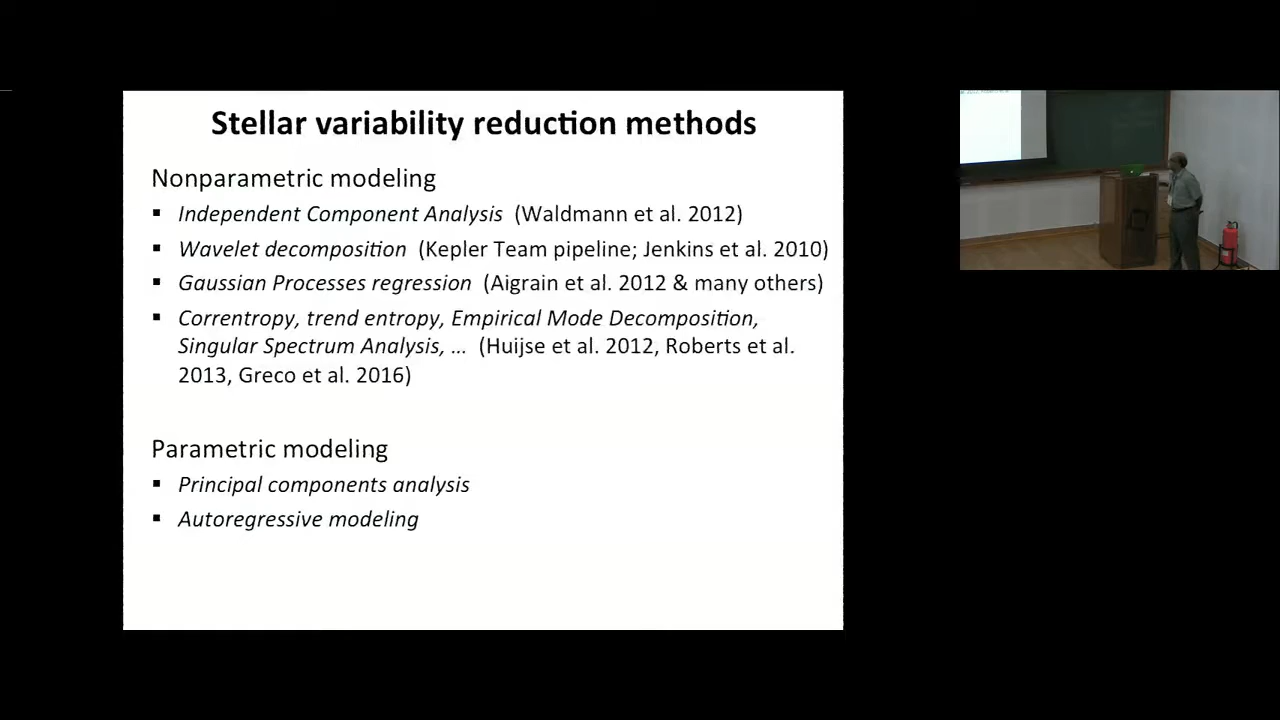 Stellar variability reduction methods
Nonparametric modeling
▪ Independent Component Analysis (Waldmann et al. 2012)
▪ Wavelet decomposition (Kepler Team pipeline; Jenkins et al. 2010)
▪ Gaussian Processes regression (Aigrain et al. 2012 & many others)
▪ Correntropy, trend entropy, Empirical Mode Decomposition,
Singular Spectrum Analysis, ... (Huijse et al. 2012, Roberts et al.
2013, Greco et al. 2016)
Parametric modeling
▪ Principal components analysis
▪ Autoregressive modeling